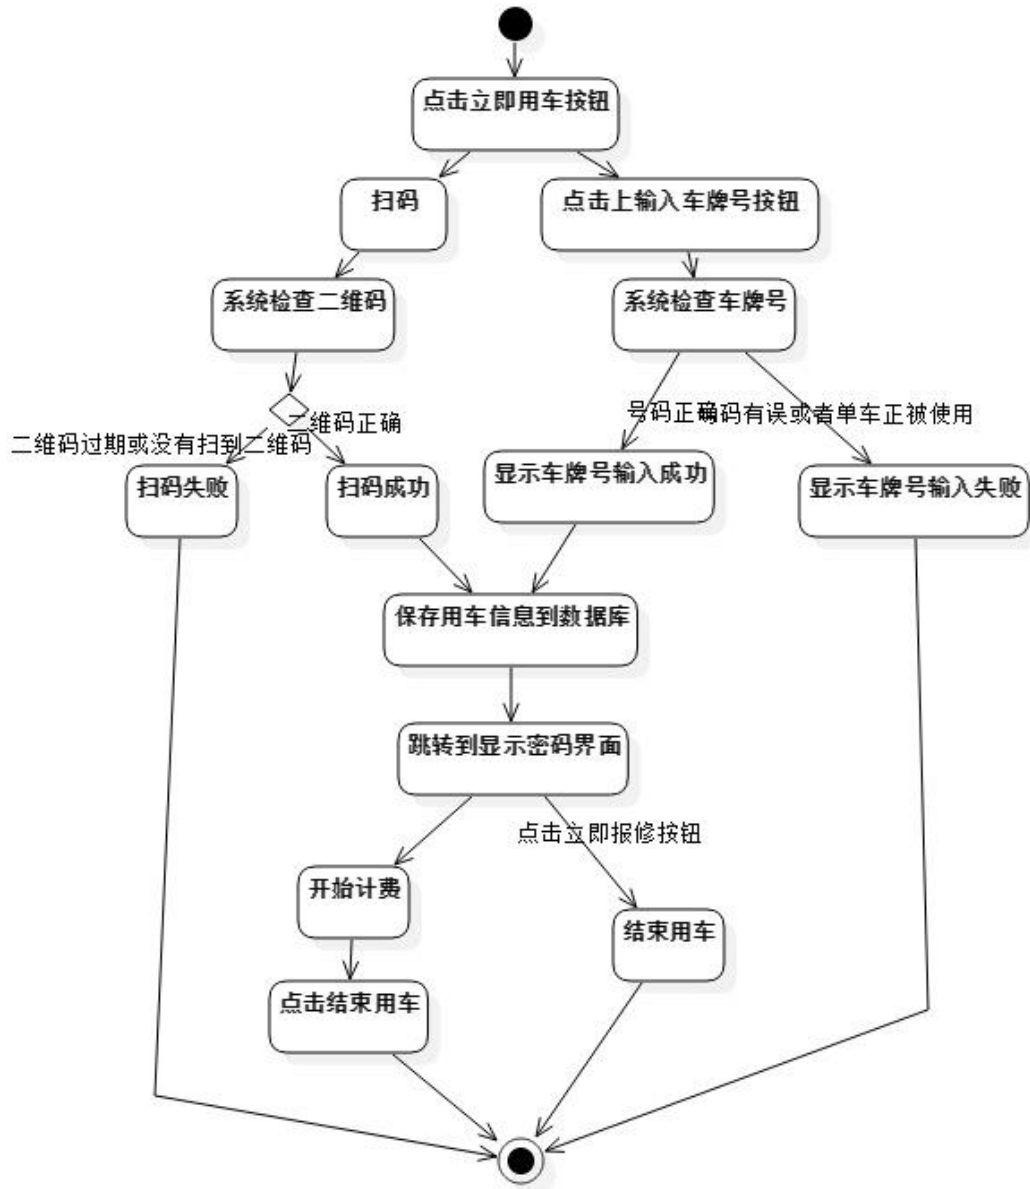 点击立即用车按钮
扫码
点击上输入车牌号按钮
系统检查二维码
系统检查车牌号
二维码正确
号码正确
号码有误或者单车正被使用
二维码过期或没有扫到二维码
扫码失败
扫码成功
显示车牌号输入成功
显示车牌号输入失败
保存用车信息到数据库
跳转到显示密码界面
点击立即报修按钮
开始计费
结束用车
点击结束用车